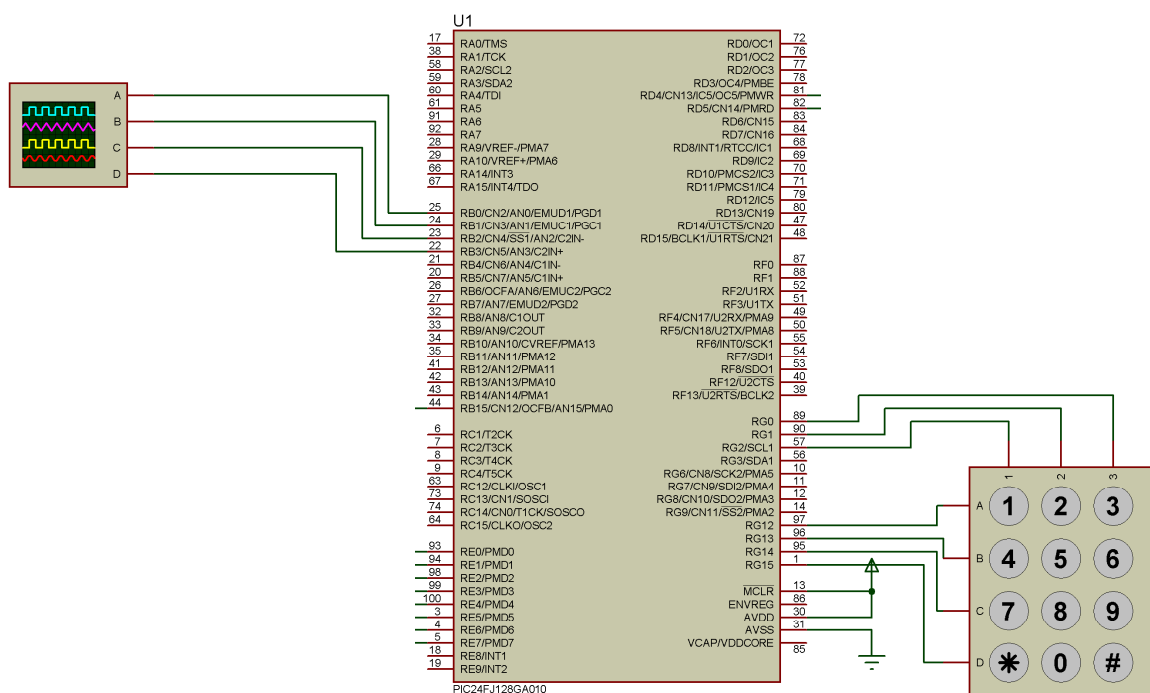 U1
17 RA0/TMS
38 RA1/TCK
58 RA2/SCL2
59 RA3/SDA2
60 RA4/TDI
61 RA5
91 RA6
92 RA7
28 RA9/VREF-/PMA7
29 RA10/VREF+/PMA6
66 RA14/INT3
67 RA15/INT4/TDO
25 RB0/CN2/AN0/EMUD1/PGD1
24 RB1/CN3/AN1/EMUC1/PGC1
23 RB2/CN4/SS1/AN2/C2IN-
22 RB3/CN5/AN3/C2IN+
21 RB4/CN6/AN4/C1IN-
20 RB5/CN7/AN5/C1IN+
26 RB6/OCFA/AN6/EMUC2/PGC2
27 RB7/AN7/EMUD2/PGD2
32 RB8/AN8/C1OUT
33 RB9/AN9/C2OUT
34 RB10/AN10/CVREF/PMA13
35 RB11/AN11/PMA12
41 RB12/AN12/PMA11
42 RB13/AN13/PMA10
43 RB14/AN14/PMA1
44 RB15/CN12/OCFB/AN15/PMA0
6 RC1/T2CK
7 RC2/T3CK
8 RC3/T4CK
9 RC4/T5CK
63 RC12/CLKI/OSC1
73 RC13/CN1/SOSCI
74 RC14/CN0/T1CK/SOSCO
64 RC15/CLKO/OSC2
93 RE0/PMD0
94 RE1/PMD1
98 RE2/PMD2
99 RE3/PMD3
100 RE4/PMD4
3 RE5/PMD5
4 RE6/PMD6
5 RE7/PMD7
18 RE8/INT1
19 RE9/INT2
RD0/OC1 72
RD1/OC2 76
RD2/OC3 77
RD3/OC4/PMBE 78
RD4/CN13/IC5/OC5/PMWR 81
RD5/CN14/PMRD 82
RD6/CN15 83
RD7/CN16 84
RD8/INT1/RTCC/IC1 68
RD9/IC2 69
RD10/PMCS2/IC3 70
RD11/PMCS1/IC4 71
RD12/IC5 79
RD13/CN19 80
RD14/U1CTS/CN20 47
RD15/BCLK1/U1RTS/CN21 48
RF0 87
RF1 88
RF2/U1RX 52
RF3/U1TX 51
RF4/CN17/U2RX/PMA9 49
RF5/CN18/U2TX/PMA8 50
RF6/INT0/SCK1 55
RF7/SDI1 54
RF8/SDO1 53
RF12/U2CTS 40
RF13/U2RTS/BCLK2 39
RG0 89
RG1 90
RG2/SCL1 57
RG3/SDA1 56
RG6/CN8/SCK2/PMA5 10
RG7/CN9/SDI2/PMA4 11
RG8/CN10/SDO2/PMA3 12
RG9/CN11/SS2/PMA2 14
RG12 97
RG13 96
RG14 95
RG15 1
MCLR 13
ENVREG 86
AVDD 30
AVSS 31
VCAP/VDDCORE 85
PIC24FJ128GA010
A
B
C
D
1 2 3
A 1 2 3
B 4 5 6
C 7 8 9
D * 0 #